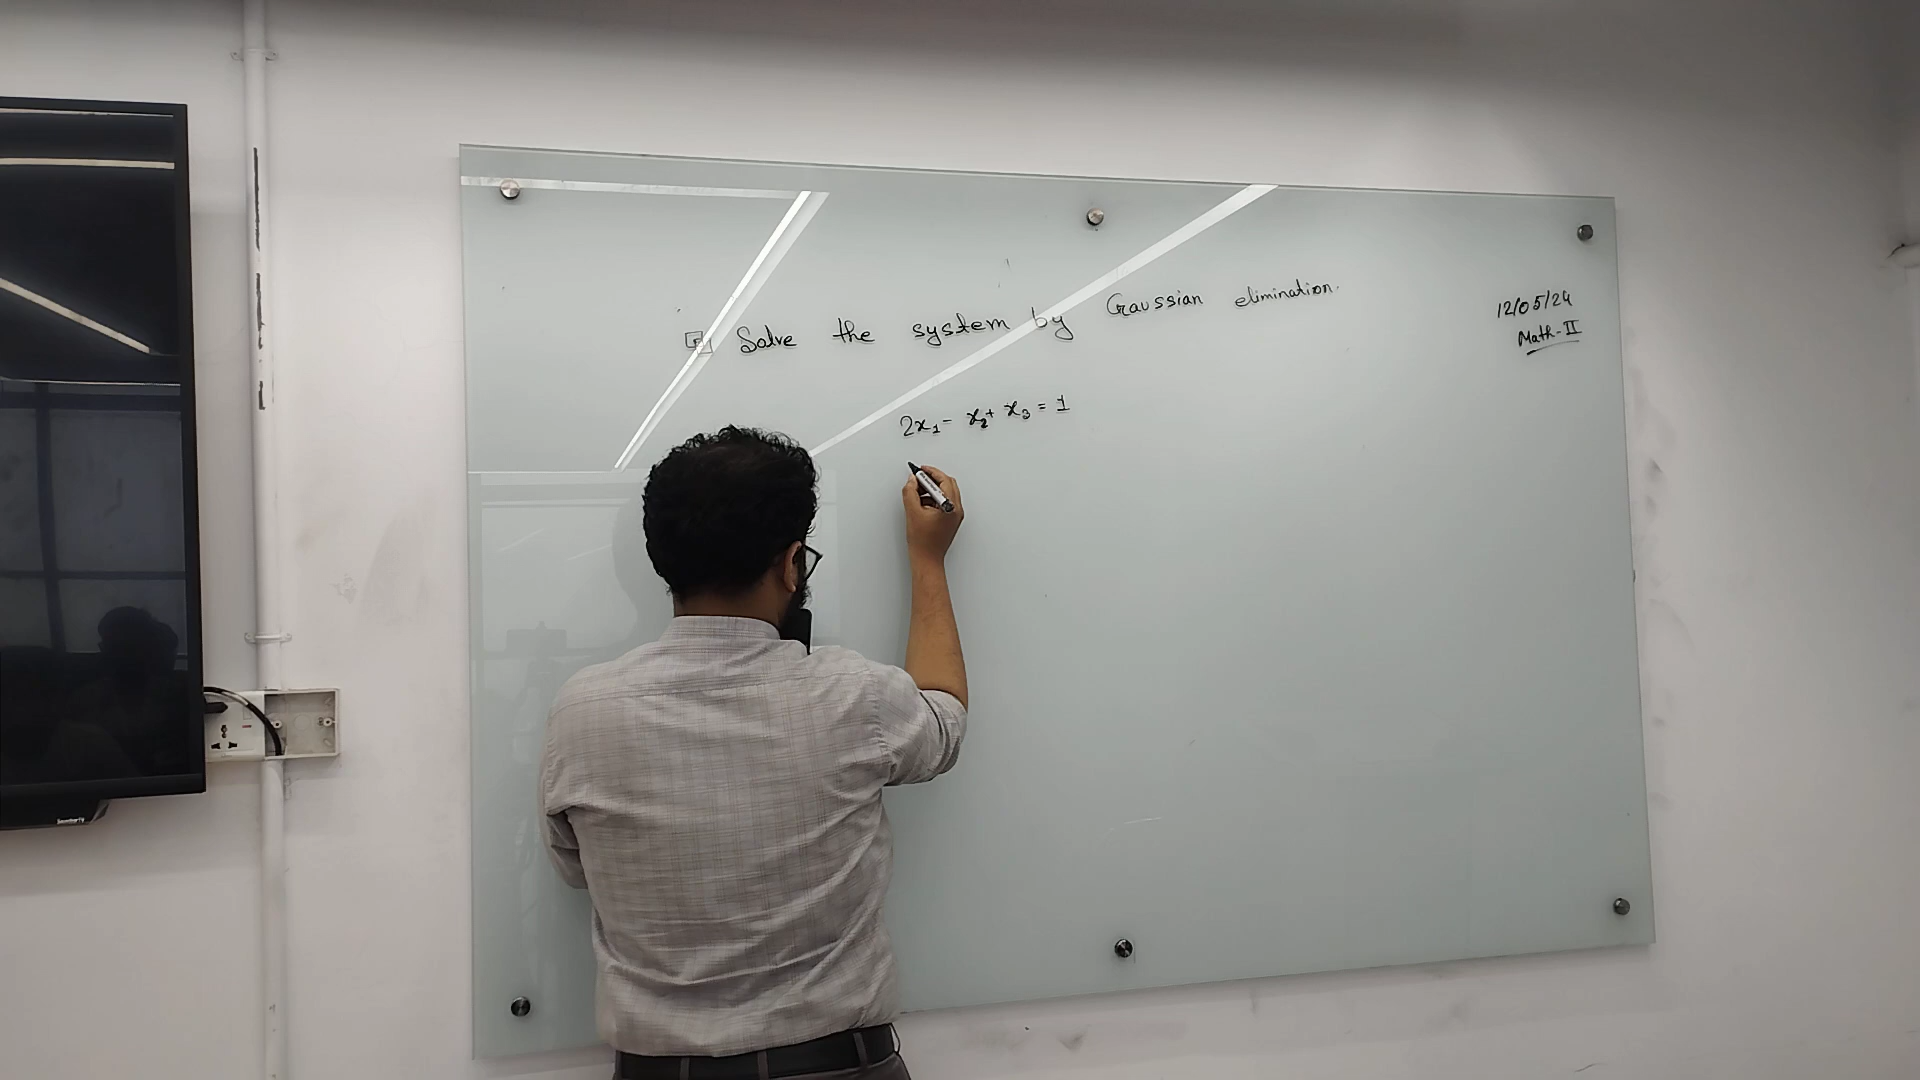 Solve the system by Gaussian elimination.
12/05/24
Math-II
2x₁ - x₂ + x₃ = 1